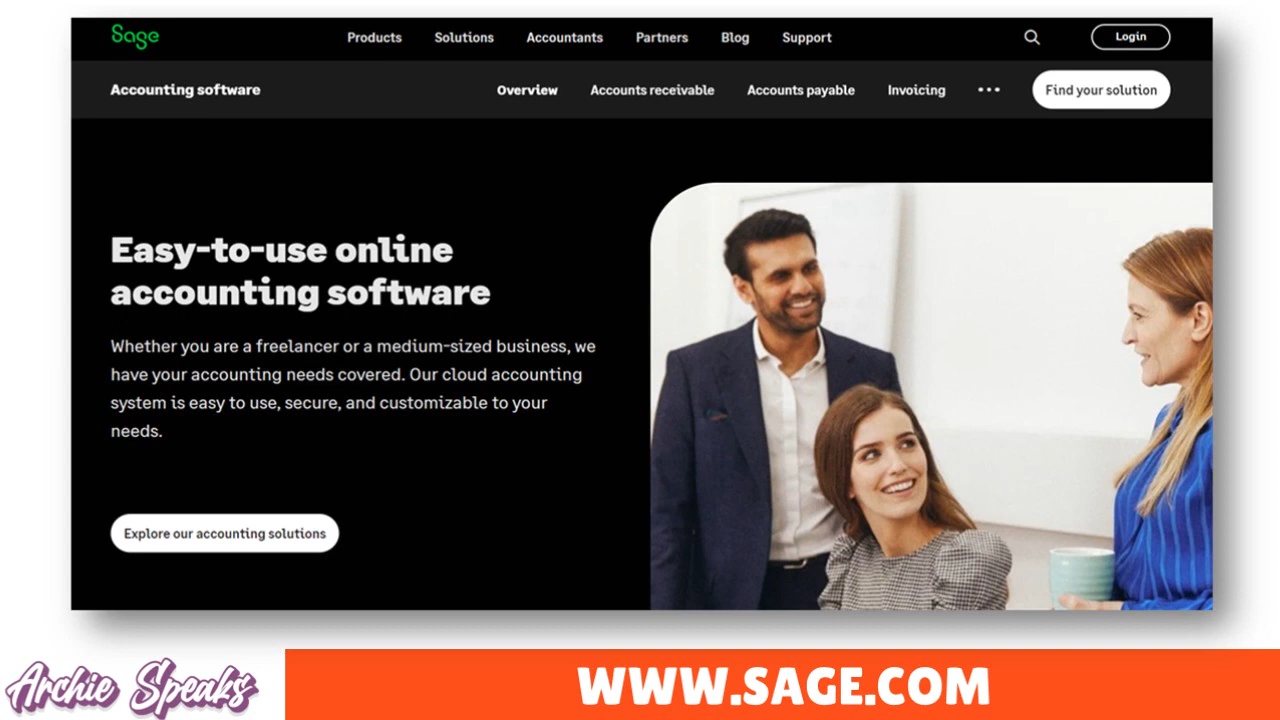 Sage
Products Solutions Accountants Partners Blog Support Login
Accounting software Overview Accounts receivable Accounts payable Invoicing Find your solution
Easy-to-use online
accounting software
Whether you are a freelancer or a medium-sized business, we
have your accounting needs covered. Our cloud accounting
system is easy to use, secure, and customizable to your
needs.
Explore our accounting solutions
Archie Speaks
WWW.SAGE.COM